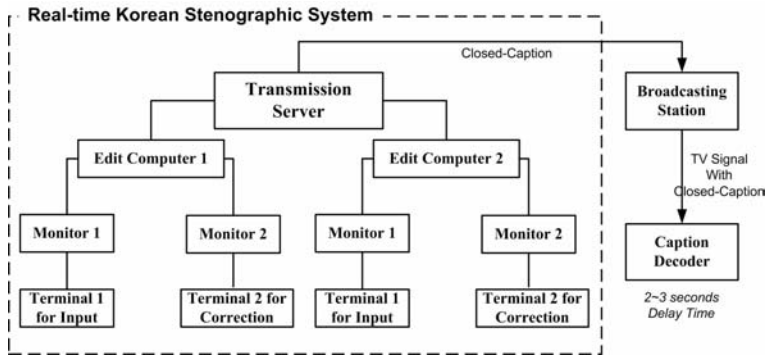 Real-time Korean Stenographic System
Closed-Caption
Transmission
Server
Broadcasting
Station
Edit Computer 1
Edit Computer 2
TV Signal
With
Closed-Caption
Monitor 1
Monitor 2
Monitor 1
Monitor 2
Caption
Decoder
Terminal 1
for Input
Terminal 2 for
Correction
Terminal 1
for Input
Terminal 2 for
Correction
2~3 seconds
Delay Time